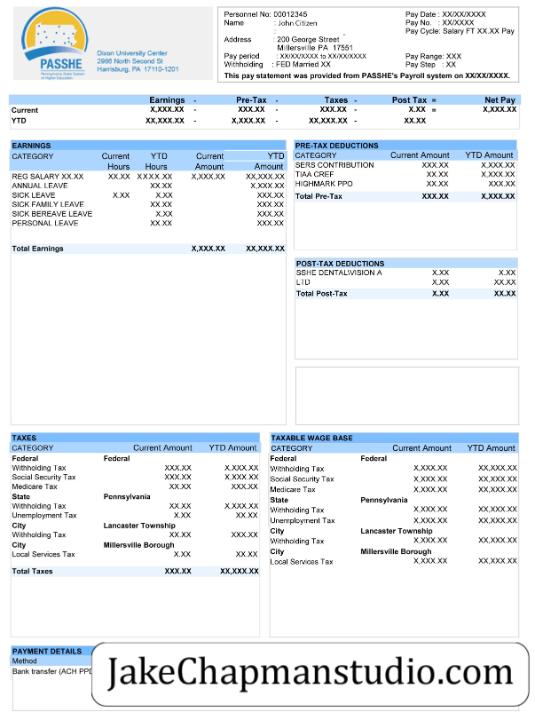 PASSHE
Pennsylvania State System
of Higher Education
Dixon University Center
2986 North Second St
Harrisburg, PA 17110-1201
Personnel No: 00012345
Name : John Citizen
:
Address : 200 George Street
Millersville PA 17551
Pay period : XX/XX/XXXX to XX/XX/XXXX
Withholding : FED Married XX
Pay Date : XX/XX/XXXX
Pay No. : XX/XXXX
Pay Cycle: Salary FT XX.XX Pay
Pay Range: XXX
Pay Step : XX
This pay statement was provided from PASSHE's Payroll system on XX/XX/XXXX.
Earnings - Pre-Tax - Taxes - Post Tax = Net Pay
Current X,XXX.XX - XXX.XX - XXX.XX - X.XX = X,XXX.XX
YTD XX,XXX.XX - X,XXX.XX - XX,XXX.XX - XX.XX
EARNINGS
CATEGORY Current Hours YTD Hours Current Amount YTD Amount
REG SALARY XX.XX XX.XX XXXX.XX X,XXX.XX XX,XXX.XX
ANNUAL LEAVE XX.XX X,XXX.XX
SICK LEAVE X.XX X.XX XXX.XX
SICK FAMILY LEAVE XX.XX XXX.XX
SICK BEREAVE LEAVE X.XX XXX.XX
PERSONAL LEAVE XX.XX XXX.XX
Total Earnings X,XXX.XX XX,XXX.XX
PRE-TAX DEDUCTIONS
CATEGORY Current Amount YTD Amount
SERS CONTRIBUTION XXX.XX X,XXX.XX
TIAA CREF XX.XX XXX.XX
HIGHMARK PPO XX.XX XXX.XX
Total Pre-Tax XXX.XX X,XXX.XX
POST-TAX DEDUCTIONS
SSHE DENTAL/VISION A X.XX X.XX
LTD X.XX XX.XX
Total Post-Tax X.XX XX.XX
TAXES
CATEGORY Current Amount YTD Amount
Federal Federal
Withholding Tax XXX.XX X,XXX.XX
Social Security Tax XXX.XX X,XXX.XX
Medicare Tax XX.XX XXX.XX
State Pennsylvania
Withholding Tax XX.XX X,XXX.XX
Unemployment Tax X.XX XX.XX
City Lancaster Township
Withholding Tax XX.XX XXX.XX
City Millersville Borough
Local Services Tax X.XX XX.XX
Total Taxes XXX.XX XX,XXX.XX
TAXABLE WAGE BASE
CATEGORY Current Amount YTD Amount
Federal Federal
Withholding Tax X,XXX.XX XX,XXX.XX
Social Security Tax X,XXX.XX XX,XXX.XX
Medicare Tax X,XXX.XX XX,XXX.XX
State Pennsylvania
Withholding Tax X,XXX.XX XX,XXX.XX
Unemployment Tax X,XXX.XX XX,XXX.XX
City Lancaster Township
Withholding Tax X,XXX.XX XX,XXX.XX
City Millersville Borough
Local Services Tax X,XXX.XX XX,XXX.XX
PAYMENT DETAILS
Method
Bank transfer (ACH PPD
JakeChapmanstudio.com